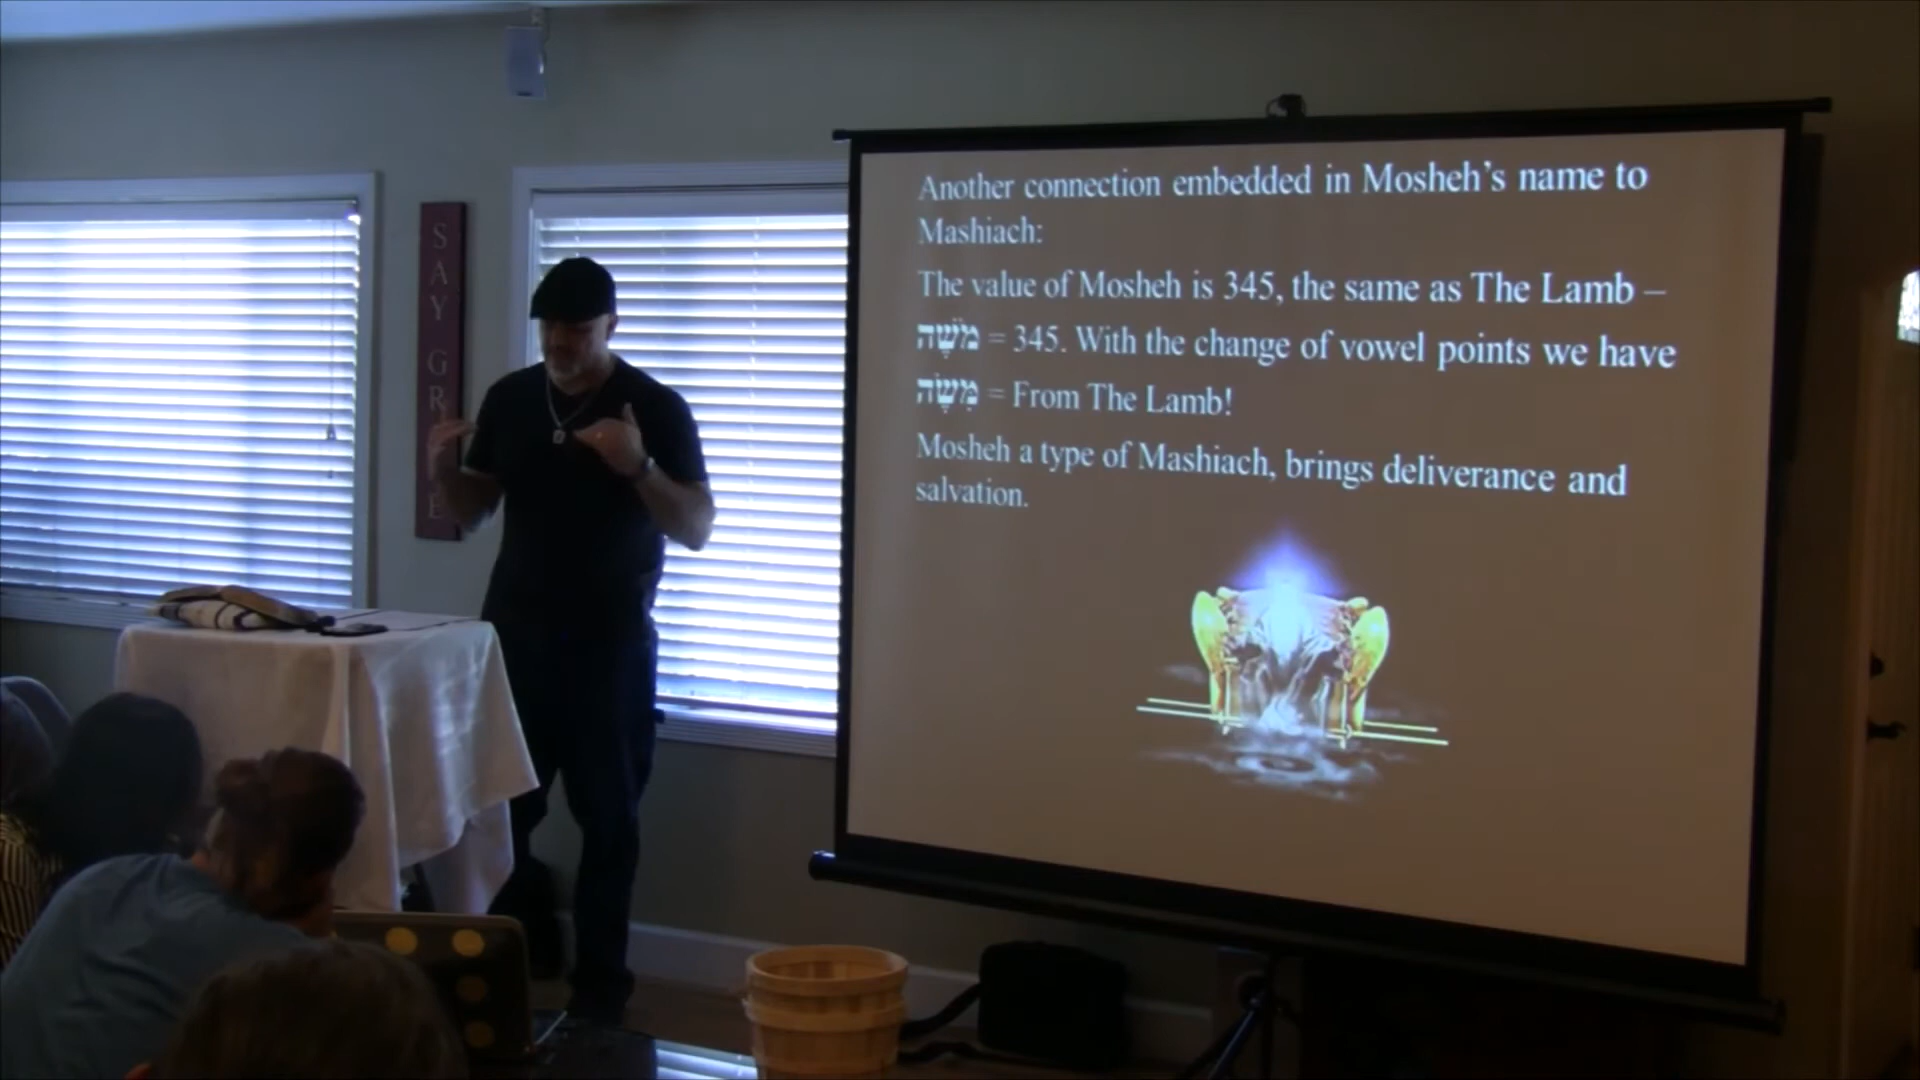 SAY GR E
Another connection embedded in Mosheh's name to
Mashiach:
The value of Mosheh is 345, the same as The Lamb –
מֹשֶׁה = 345. With the change of vowel points we have
מִשֶּׂה = From The Lamb!
Mosheh a type of Mashiach, brings deliverance and
salvation.